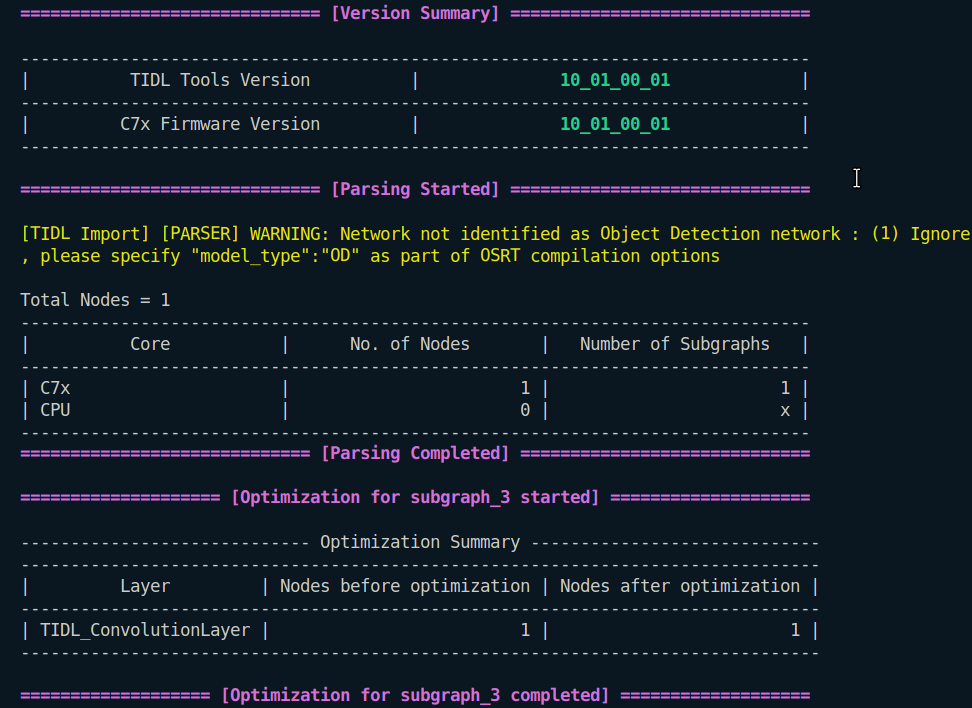 ============================== [Version Summary] ==============================
-------------------------------------------------------------------------------
| TIDL Tools Version | 10_01_00_01 |
-------------------------------------------------------------------------------
| C7x Firmware Version | 10_01_00_01 |
-------------------------------------------------------------------------------
============================== [Parsing Started] ==============================
[TIDL Import] [PARSER] WARNING: Network not identified as Object Detection network : (1) Ignore
, please specify "model_type":"OD" as part of OSRT compilation options
Total Nodes = 1
-------------------------------------------------------------------------------
| Core | No. of Nodes | Number of Subgraphs |
-------------------------------------------------------------------------------
| C7x | 1 | 1 |
| CPU | 0 | x |
-------------------------------------------------------------------------------
============================= [Parsing Completed] =============================
==================== [Optimization for subgraph_3 started] ====================
----------------------------- Optimization Summary -----------------------------
--------------------------------------------------------------------------------
| Layer | Nodes before optimization | Nodes after optimization |
--------------------------------------------------------------------------------
| TIDL_ConvolutionLayer | 1 | 1 |
--------------------------------------------------------------------------------
=================== [Optimization for subgraph_3 completed] ===================